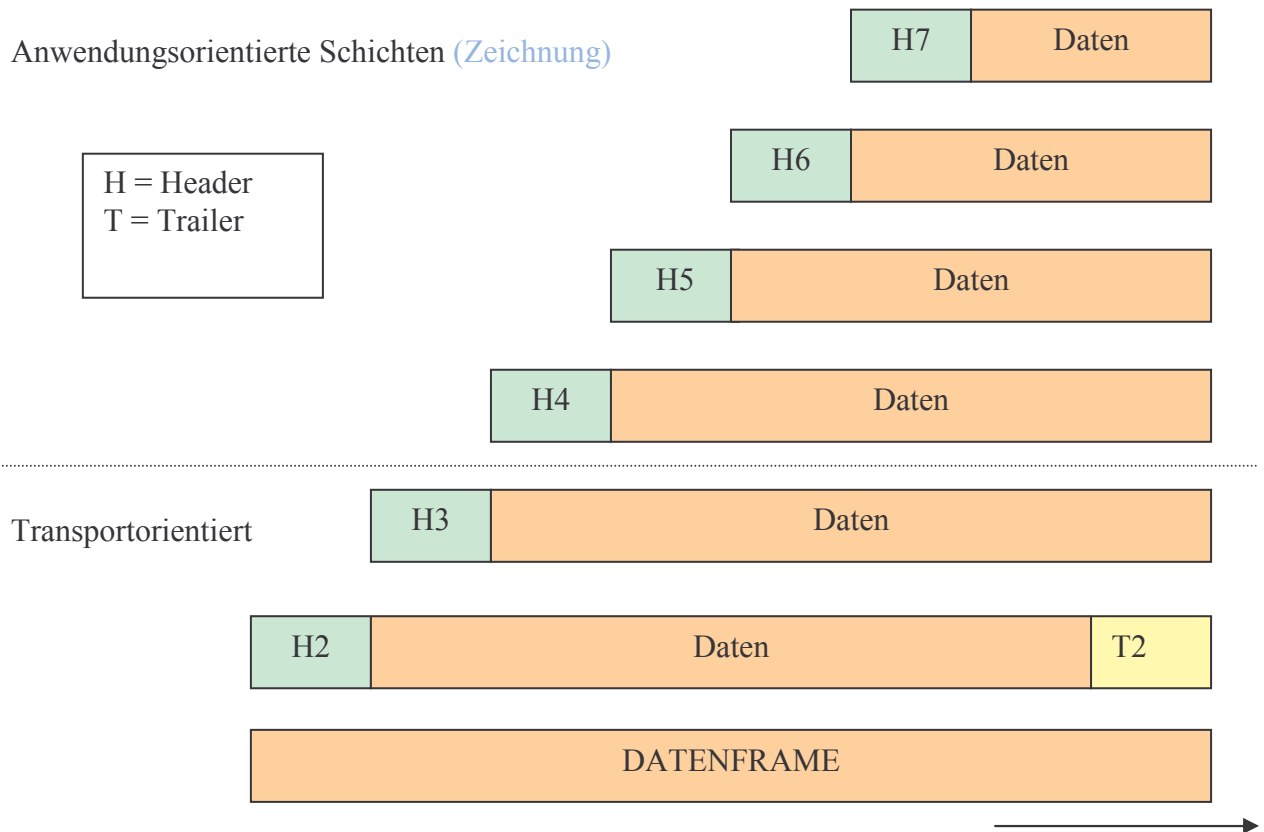 H7 Daten
Anwendungsorientierte Schichten (Zeichnung)
H6 Daten
H = Header
T = Trailer
H5 Daten
H4 Daten
H3 Daten
Transportorientiert
H2 Daten T2
DATENFRAME